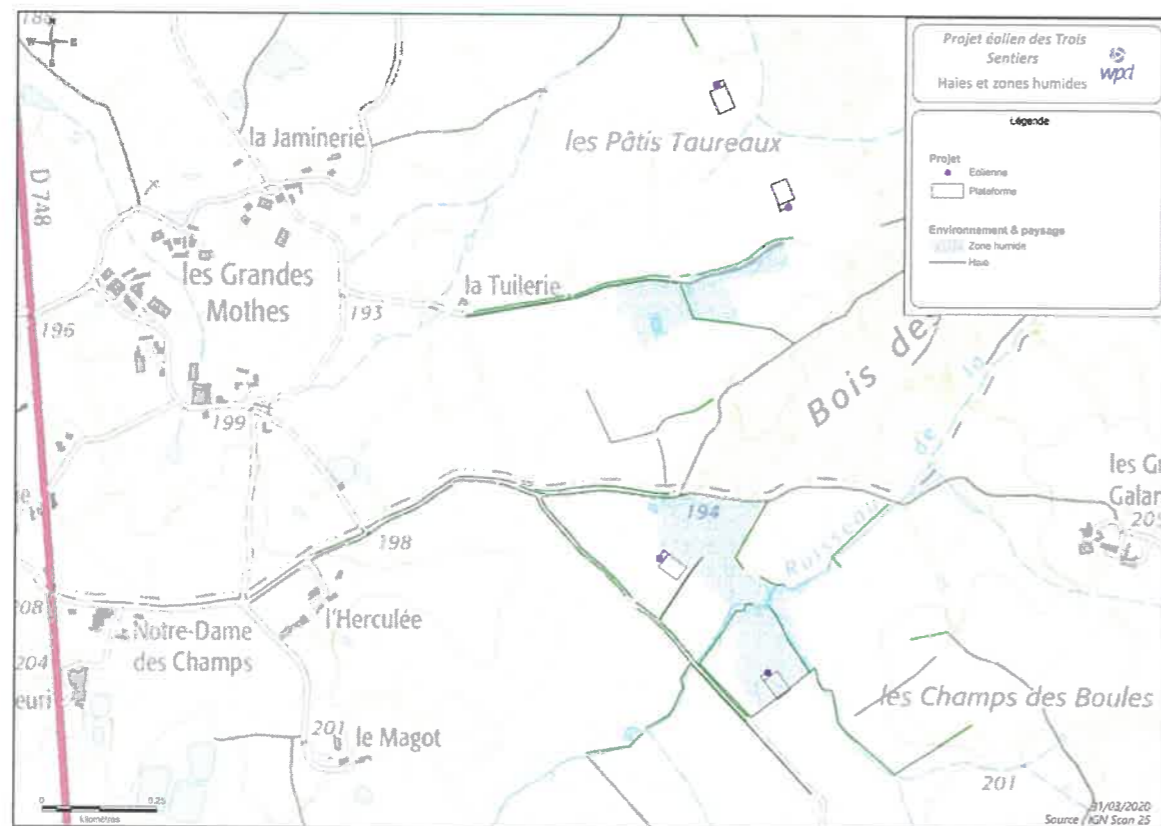 188
N
W E
S
Projet éolien des Trois
Sentiers
wpd
Haies et zones humides
Légende
Projet
Eolienne
Plateforme
Environnement & paysage
Zone humide
Haie
la Jaminerie
les Pâtis Taureaux
D 748
les Grandes
Mothes
la Tuilerie
193
196
199
Bois de
de la
Ruisseau
les G
Galar
205
194
198
l'Herculée
208
Notre-Dame
des Champs
204
les Champs des Boules
201
le Magot
201
0 0.25
kilomètres
31/03/2020
Source : IGN Scan 25